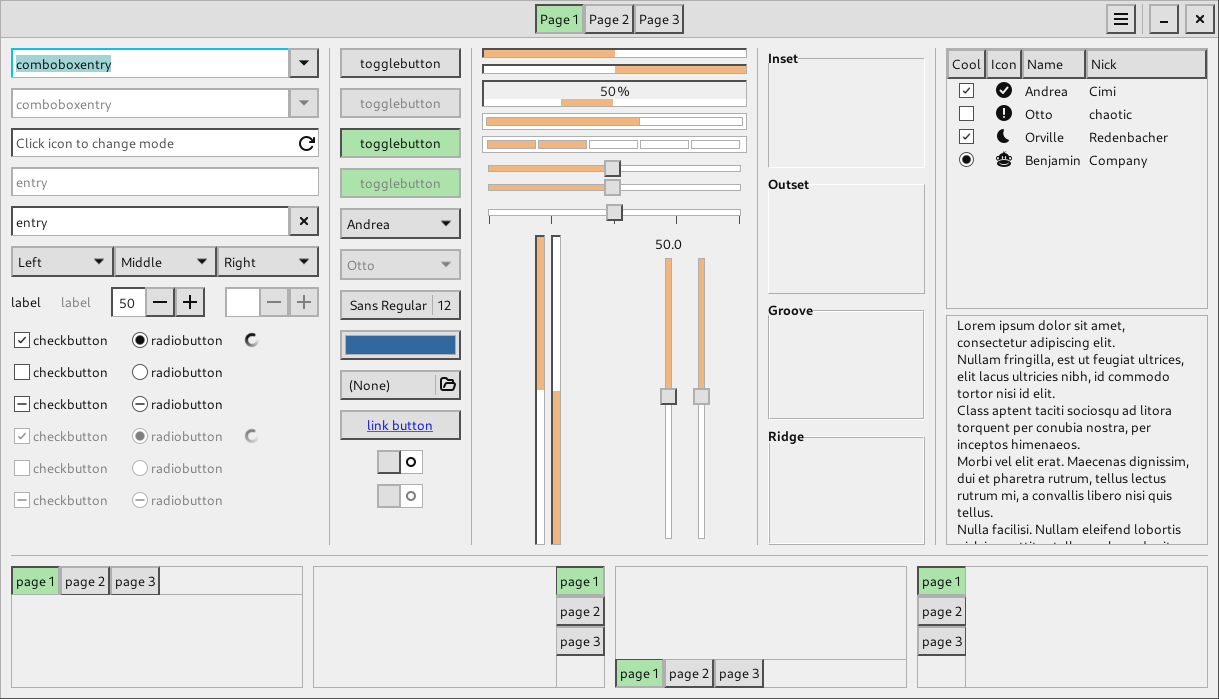 Page 1 Page 2 Page 3
comboboxentry
comboboxentry
Click icon to change mode
entry
entry
Left Middle Right
label label 50
checkbutton radiobutton
checkbutton radiobutton
checkbutton radiobutton
checkbutton radiobutton
checkbutton radiobutton
checkbutton radiobutton
togglebutton
togglebutton
togglebutton
togglebutton
Andrea
Otto
Sans Regular 12
(None)
link button
50 %
50.0
Inset
Outset
Groove
Ridge
Cool Icon Name Nick
Andrea Cimi
Otto chaotic
Orville Redenbacher
Benjamin Company
Lorem ipsum dolor sit amet,
consectetur adipiscing elit.
Nullam fringilla, est ut feugiat ultrices,
elit lacus ultricies nibh, id commodo
tortor nisi id elit.
Class aptent taciti sociosqu ad litora
torquent per conubia nostra, per
inceptos himenaeos.
Morbi vel elit erat. Maecenas dignissim,
dui et pharetra rutrum, tellus lectus
rutrum mi, a convallis libero nisi quis
tellus.
Nulla facilisi. Nullam eleifend lobortis
page 1 page 2 page 3
page 1
page 2
page 3
page 1 page 2 page 3
page 1
page 2
page 3